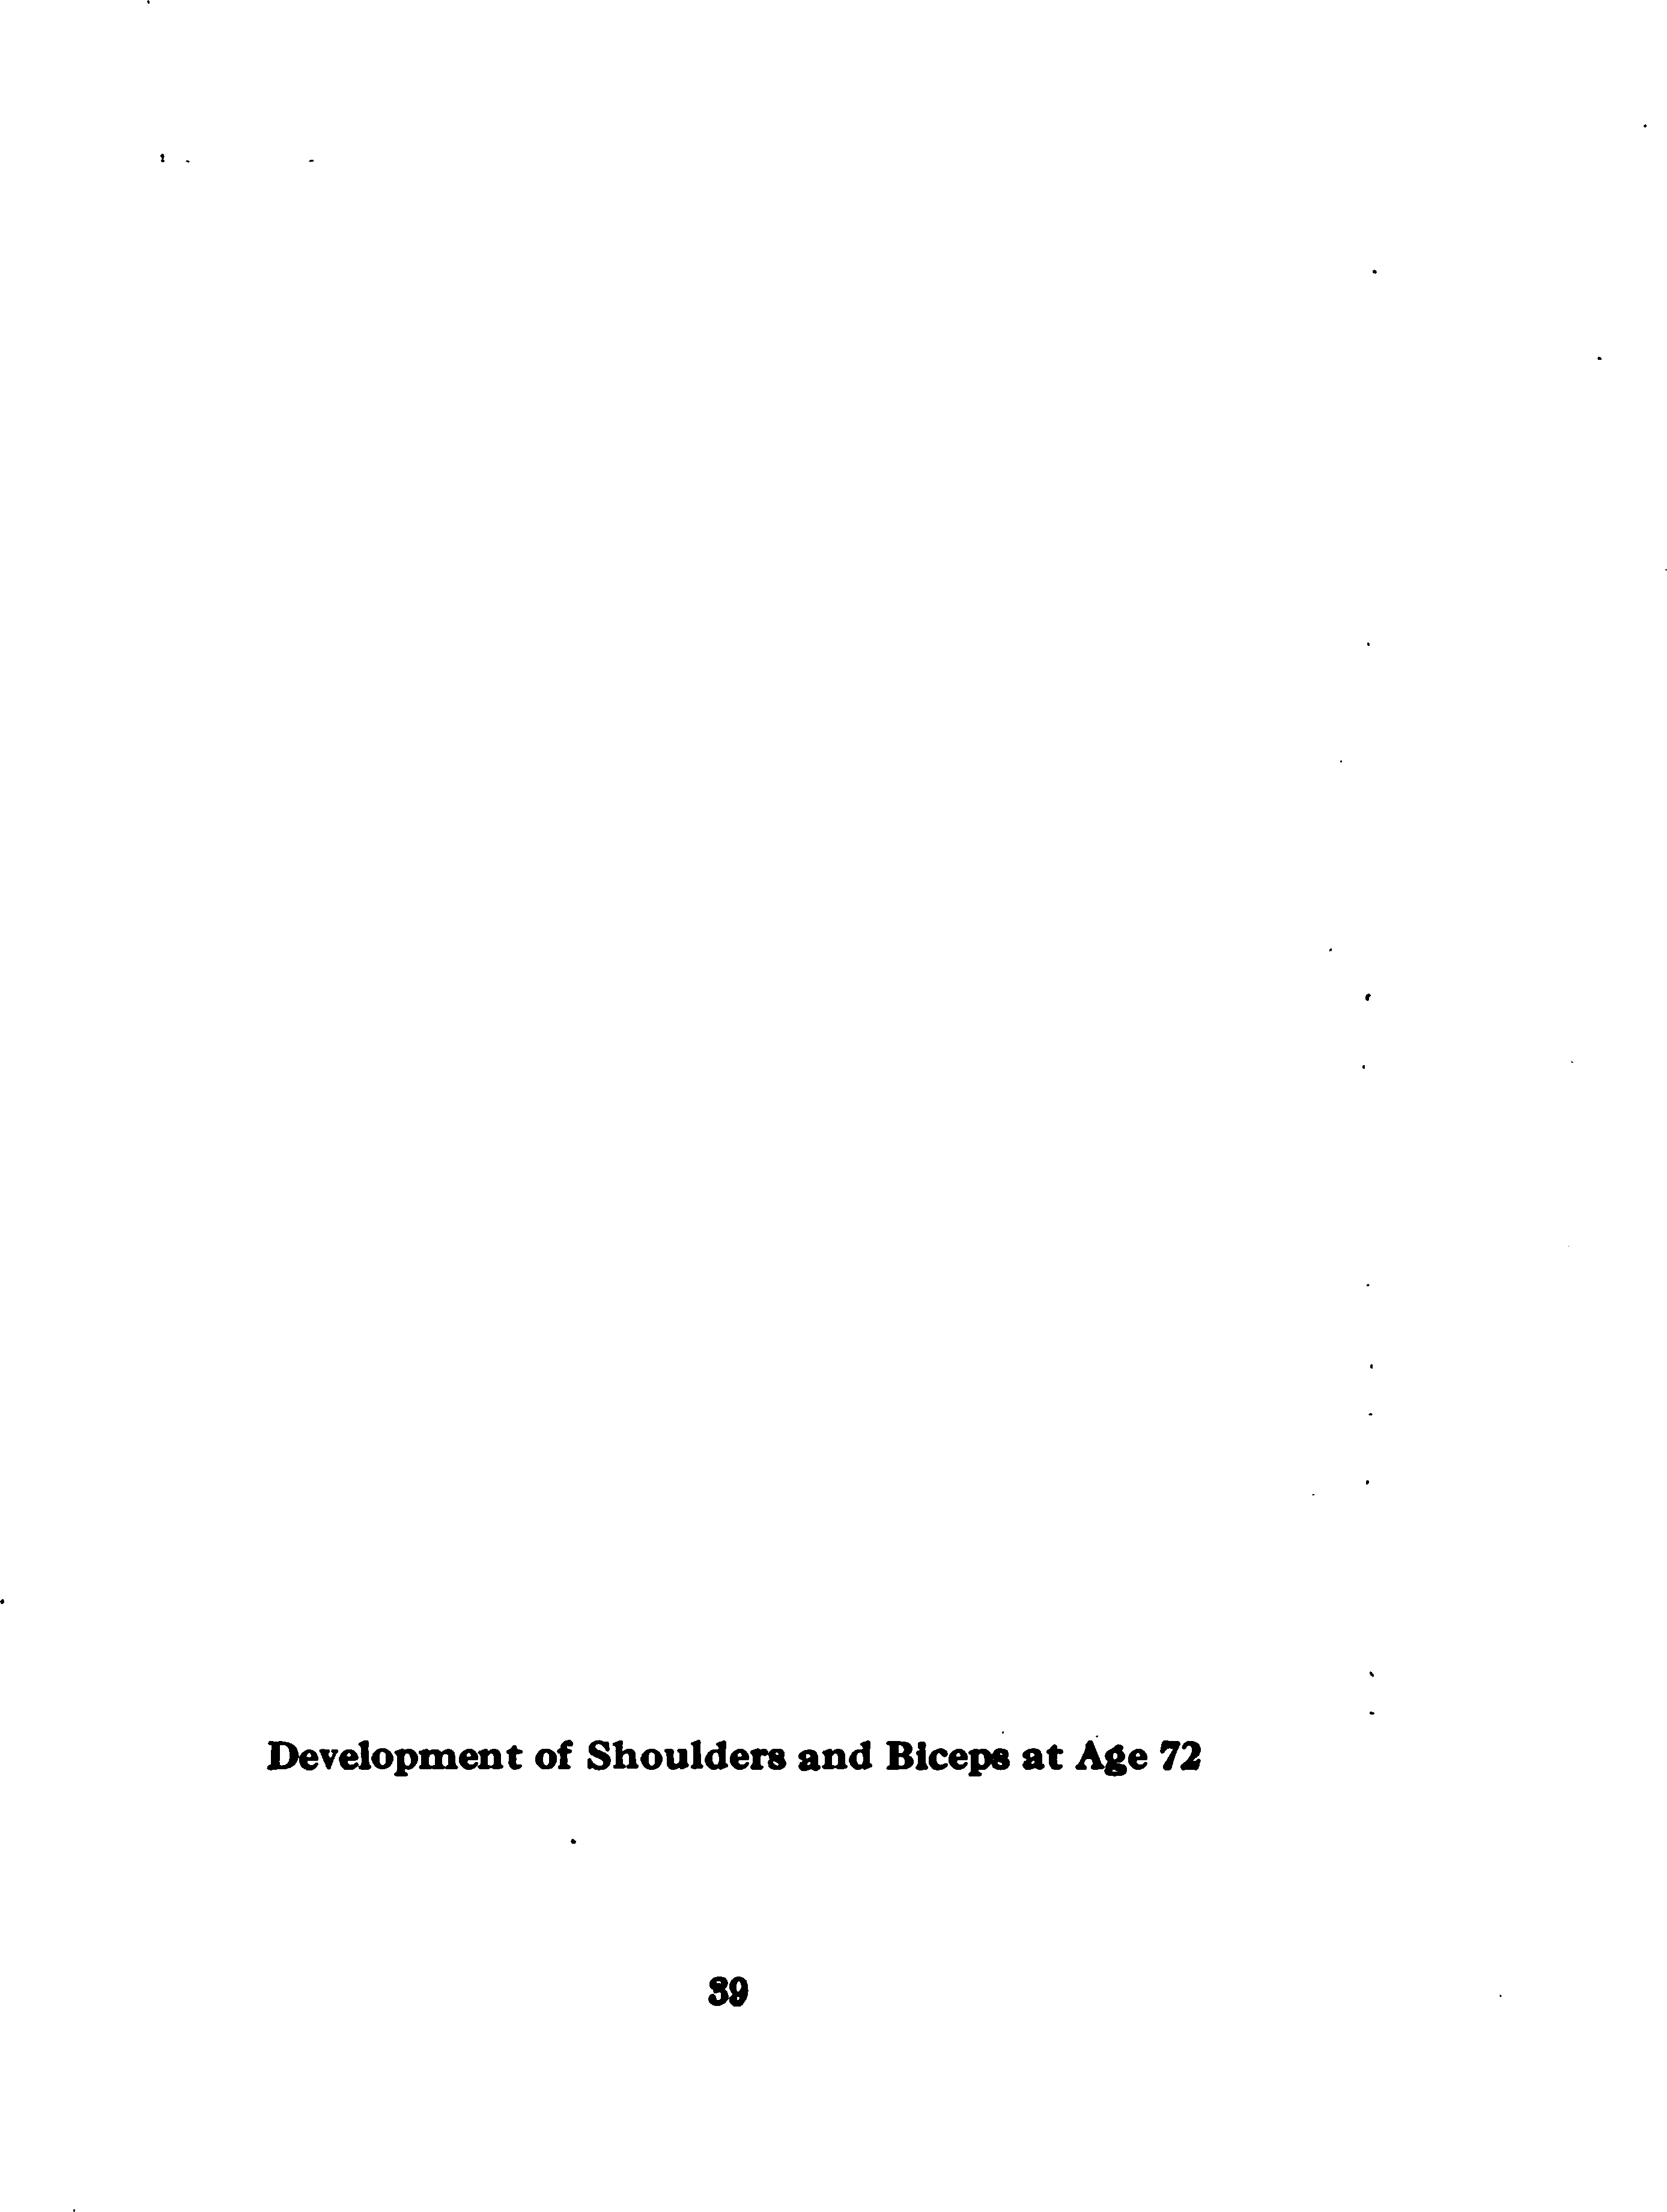 Development of Shoulders and Biceps at Age 72
39